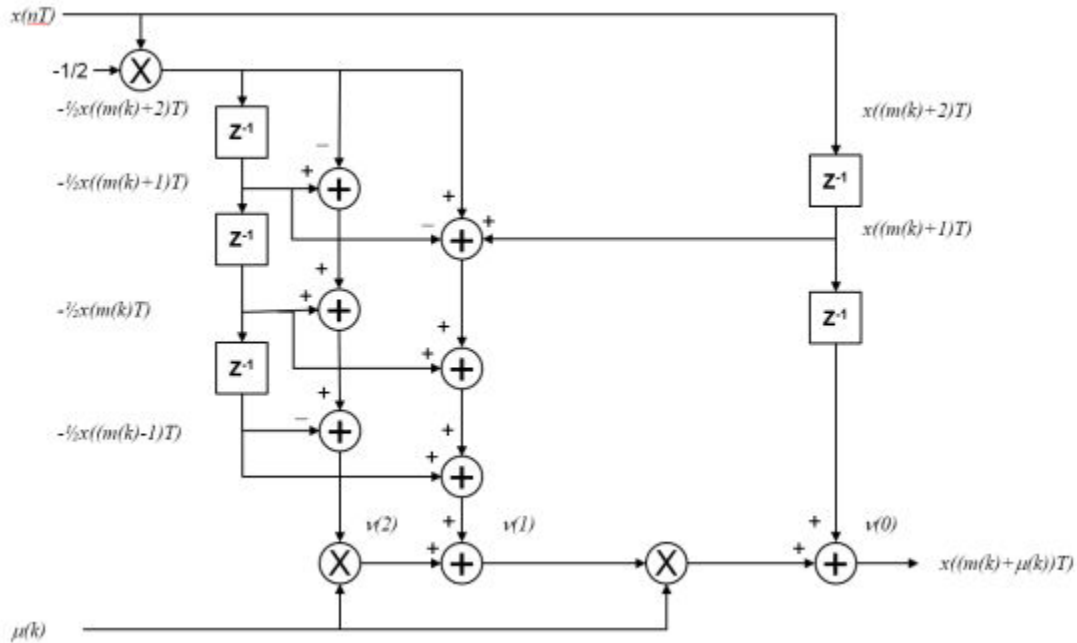 x(nT)
-1/2
X
-½x((m(k)+2)T)
x((m(k)+2)T)
Z-1
Z-1
-½x((m(k)+1)T)
− +
+
x((m(k)+1)T)
+ − +
+
Z-1
Z-1
-½x(m(k)T)
+ +
+
Z-1
+ +
+
-½x((m(k)-1)T)
+ −
+
+ +
+
v(2)
v(1)
v(0)
X
+ +
+
X
+ +
+
x((m(k)+μ(k))T)
μ(k)